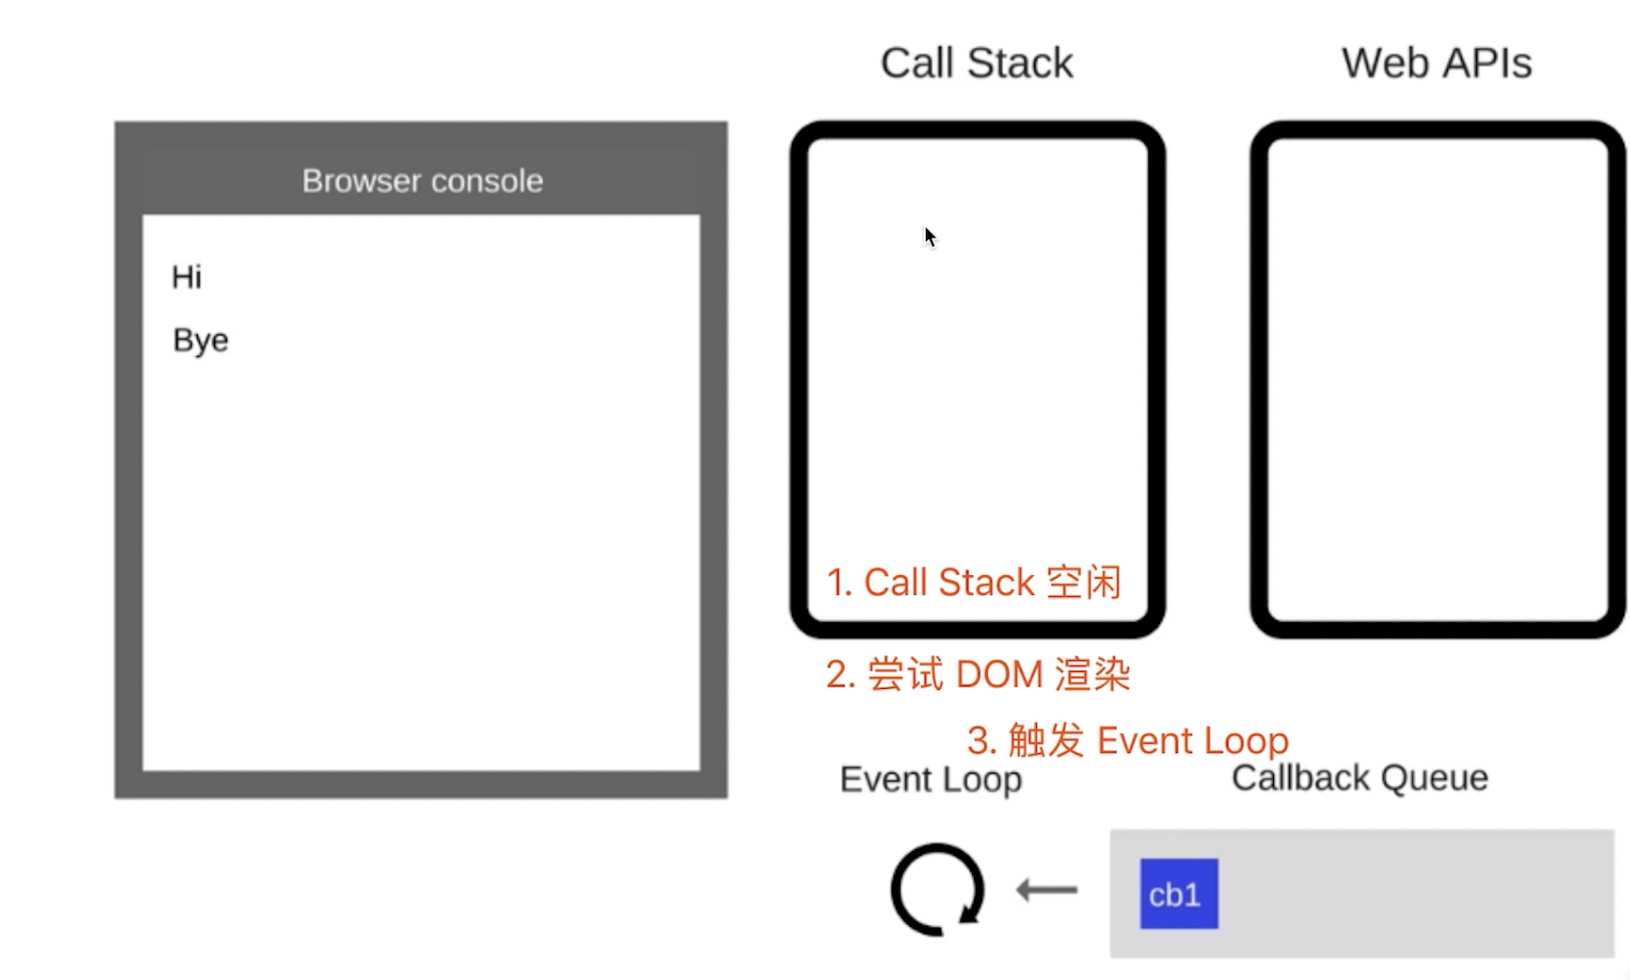 Call Stack
Web APIs
Browser console
Hi
Bye
1. Call Stack 空闲
2. 尝试 DOM 渲染
3. 触发 Event Loop
Event Loop
Callback Queue
cb1